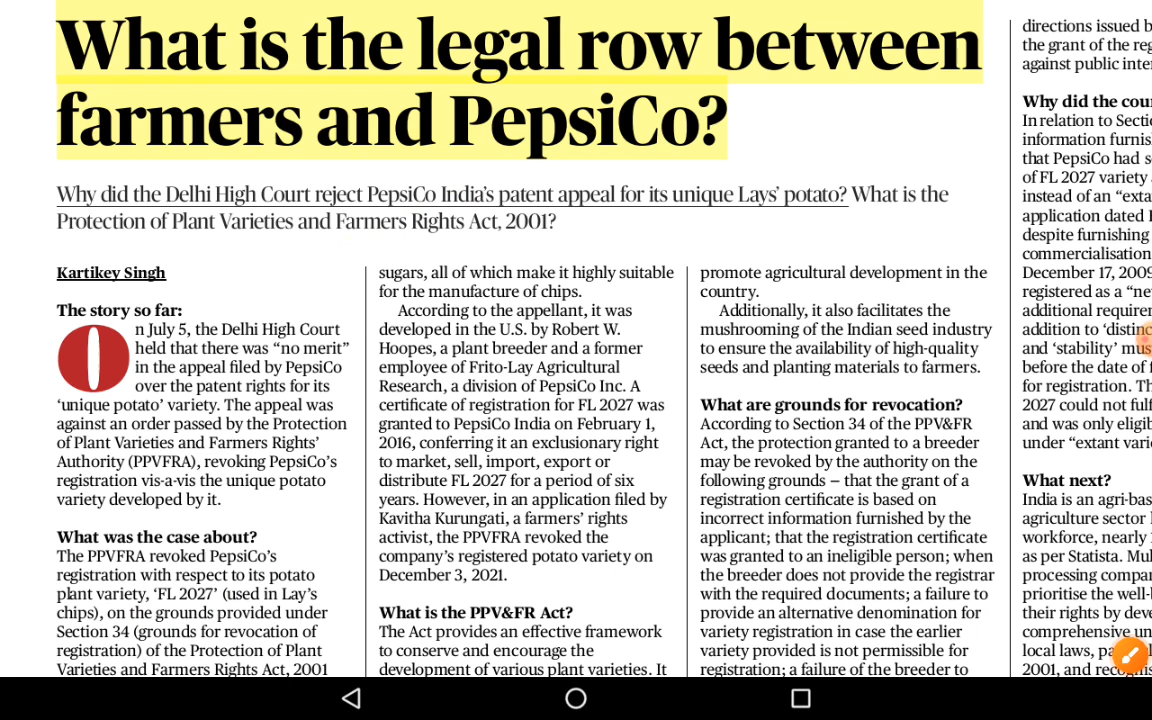 What is the legal row between
farmers and PepsiCo?
Why did the Delhi High Court reject PepsiCo India's patent appeal for its unique Lays' potato? What is the
Protection of Plant Varieties and Farmers Rights Act, 2001?
Kartikey Singh
The story so far:
On July 5, the Delhi High Court
held that there was “no merit”
in the appeal filed by PepsiCo
over the patent rights for its
‘unique potato’ variety. The appeal was
against an order passed by the Protection
of Plant Varieties and Farmers Rights’
Authority (PPVFRA), revoking PepsiCo’s
registration vis-a-vis the unique potato
variety developed by it.
What was the case about?
The PPVFRA revoked PepsiCo’s
registration with respect to its potato
plant variety, ‘FL 2027’ (used in Lay’s
chips), on the grounds provided under
Section 34 (grounds for revocation of
registration) of the Protection of Plant
Varieties and Farmers Rights Act, 2001
sugars, all of which make it highly suitable
for the manufacture of chips.
According to the appellant, it was
developed in the U.S. by Robert W.
Hoopes, a plant breeder and a former
employee of Frito-Lay Agricultural
Research, a division of PepsiCo Inc. A
certificate of registration for FL 2027 was
granted to PepsiCo India on February 1,
2016, conferring it an exclusionary right
to market, sell, import, export or
distribute FL 2027 for a period of six
years. However, in an application filed by
Kavitha Kurungati, a farmers’ rights
activist, the PPVFRA revoked the
company’s registered potato variety on
December 3, 2021.
What is the PPV&FR Act?
The Act provides an effective framework
to conserve and encourage the
development of various plant varieties. It
promote agricultural development in the
country.
Additionally, it also facilitates the
mushrooming of the Indian seed industry
to ensure the availability of high-quality
seeds and planting materials to farmers.
What are grounds for revocation?
According to Section 34 of the PPV&FR
Act, the protection granted to a breeder
may be revoked by the authority on the
following grounds — that the grant of a
registration certificate is based on
incorrect information furnished by the
applicant; that the registration certificate
was granted to an ineligible person; when
the breeder does not provide the registrar
with the required documents; a failure to
provide an alternative denomination for
variety registration in case the earlier
variety provided is not permissible for
registration; a failure of the breeder to
directions issued b
the grant of the reg
against public inter
Why did the cour
In relation to Secti
information furnis
that PepsiCo had s
of FL 2027 variety
instead of an “exta
application dated
despite furnishing
commercialisation
December 17, 2009
registered as a “ne
additional requirem
addition to ‘distinc
and ‘stability’ mus
before the date of f
for registration. Th
2027 could not fulf
and was only eligib
under “extant varie
What next?
India is an agri-bas
agriculture sector
workforce, nearly
as per Statista. Mul
processing compan
prioritise the well-b
their rights by deve
comprehensive un
local laws, pa
2001, and recognis